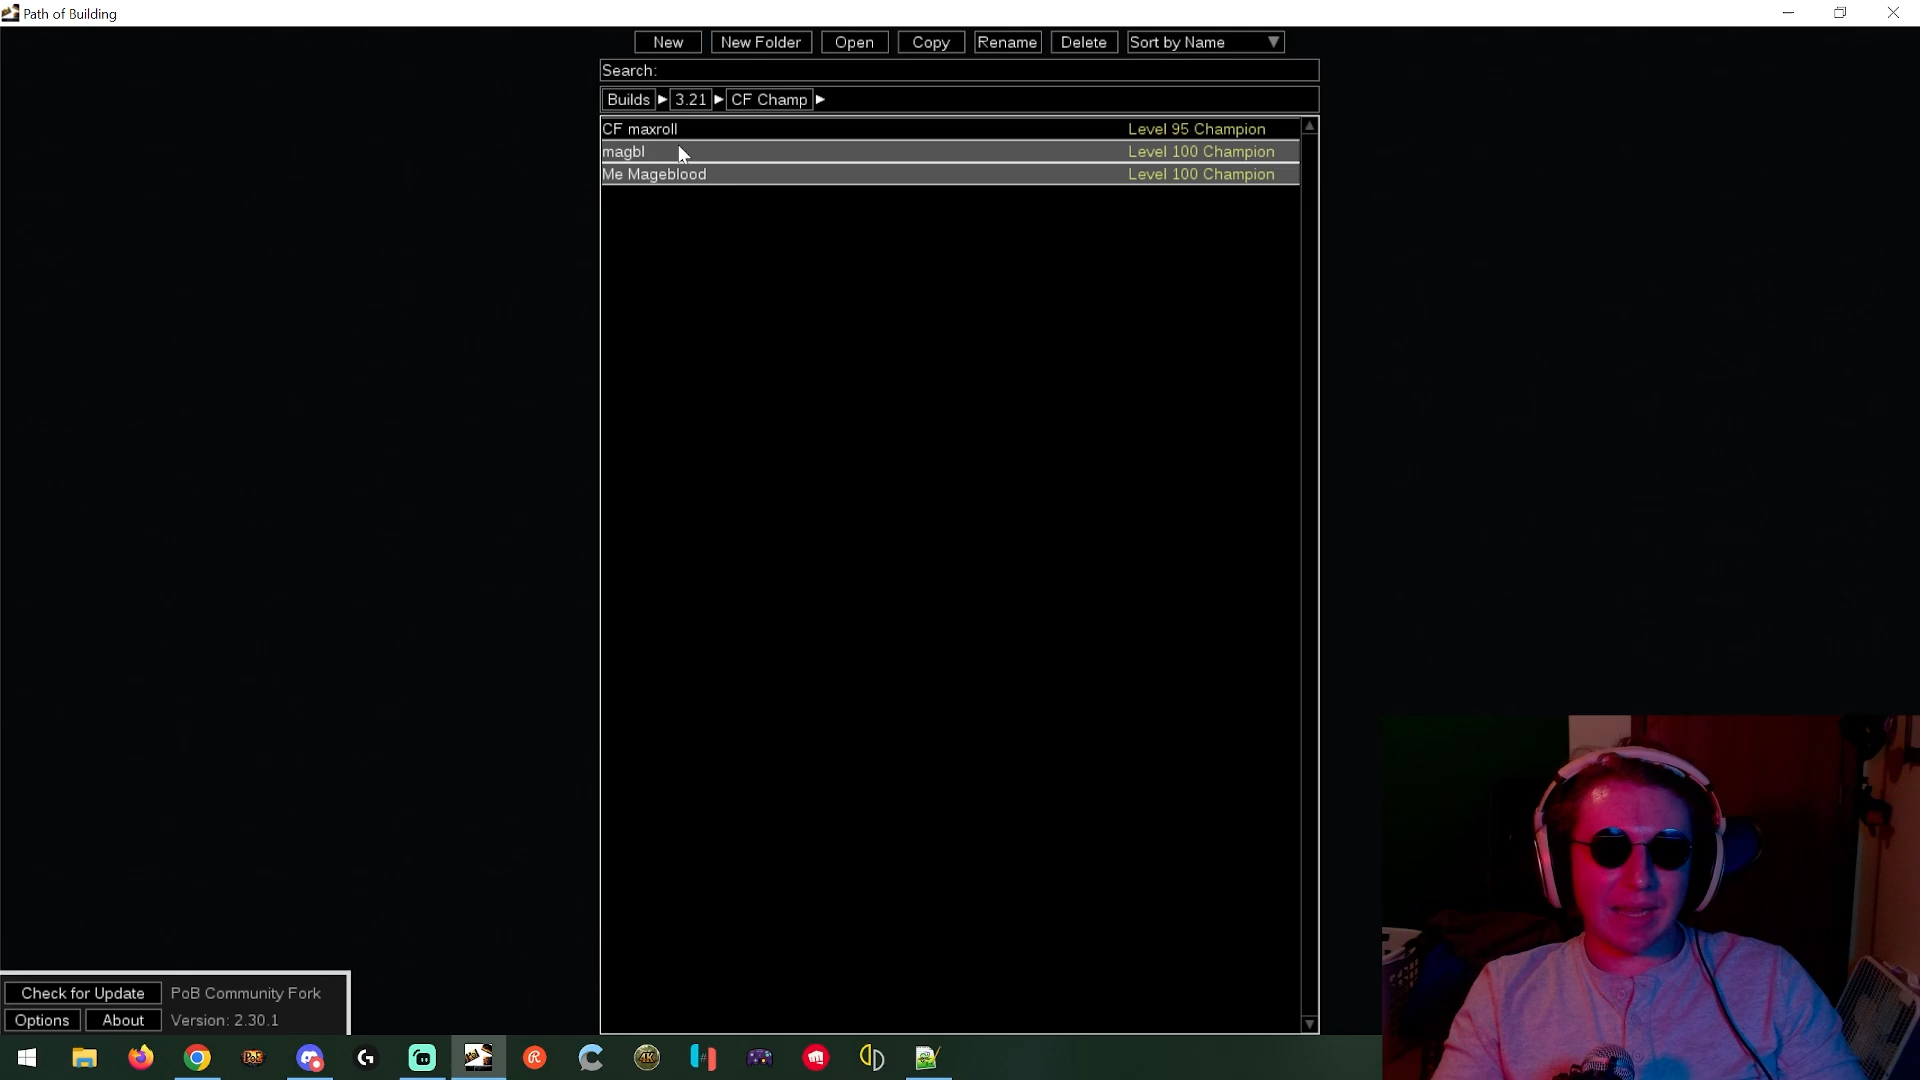 Path of Building
New New Folder Open Copy Rename Delete Sort by Name
Search:
Builds 3.21 CF Champ
CF maxroll Level 95 Champion
magbl Level 100 Champion
Me Mageblood Level 100 Champion
Check for Update PoB Community Fork
Options About Version: 2.30.1
PoE
4K